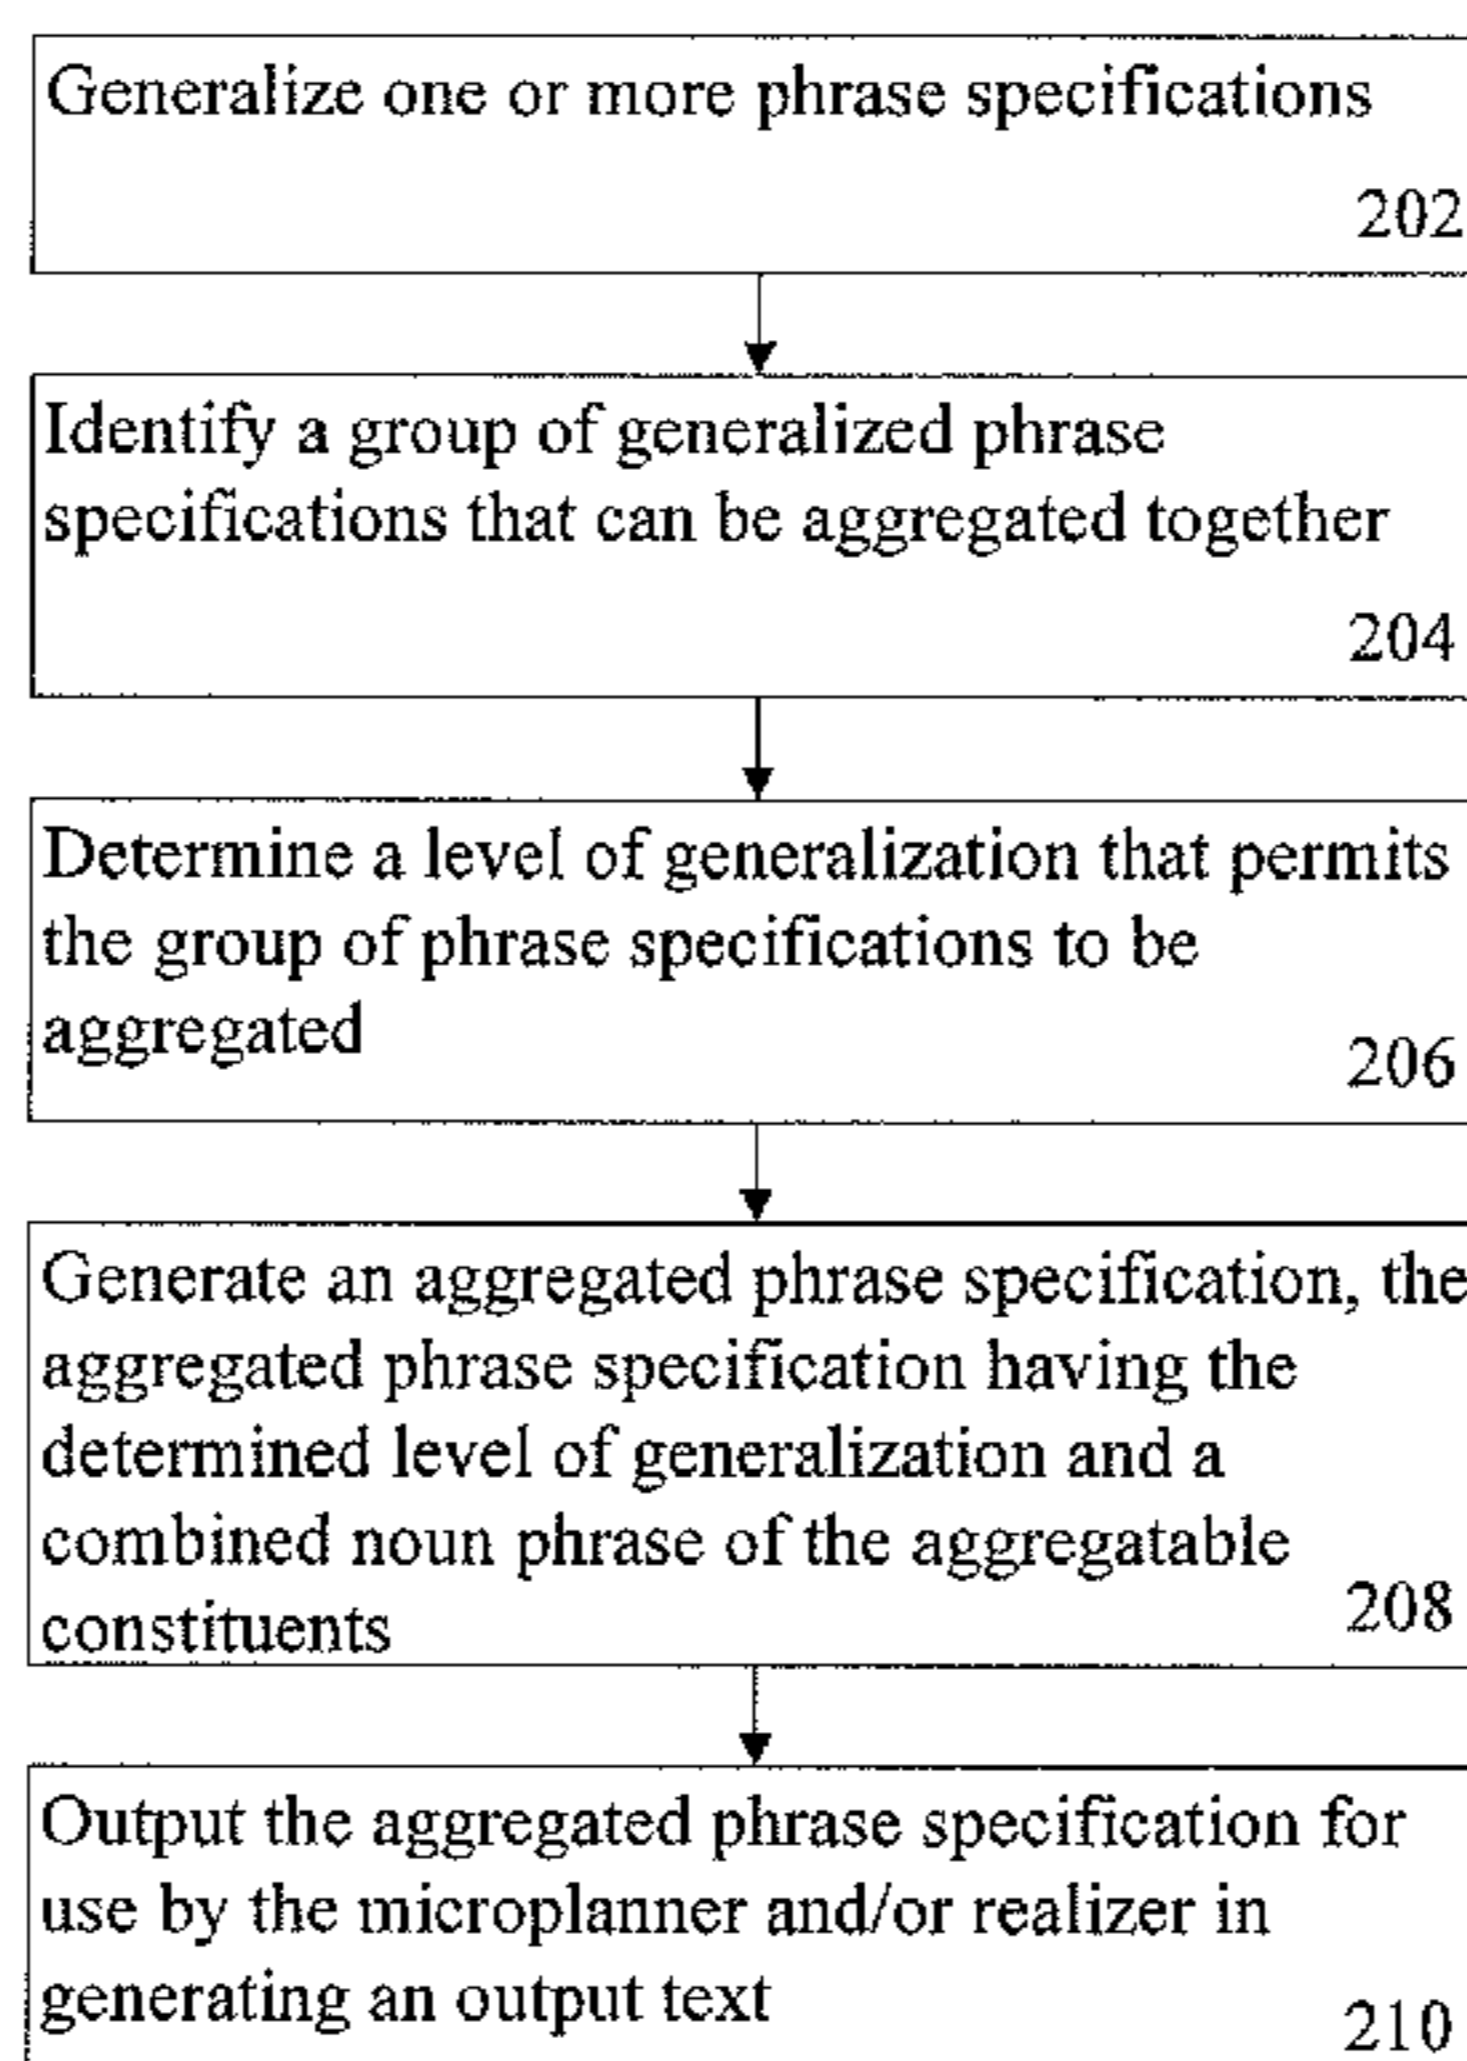 Generalize one or more phrase specifications
202
Identify a group of generalized phrase
specifications that can be aggregated together
204
Determine a level of generalization that permits
the group of phrase specifications to be
aggregated
206
Generate an aggregated phrase specification, the
aggregated phrase specification having the
determined level of generalization and a
combined noun phrase of the aggregatable
constituents
208
Output the aggregated phrase specification for
use by the microplanner and/or realizer in
generating an output text
210